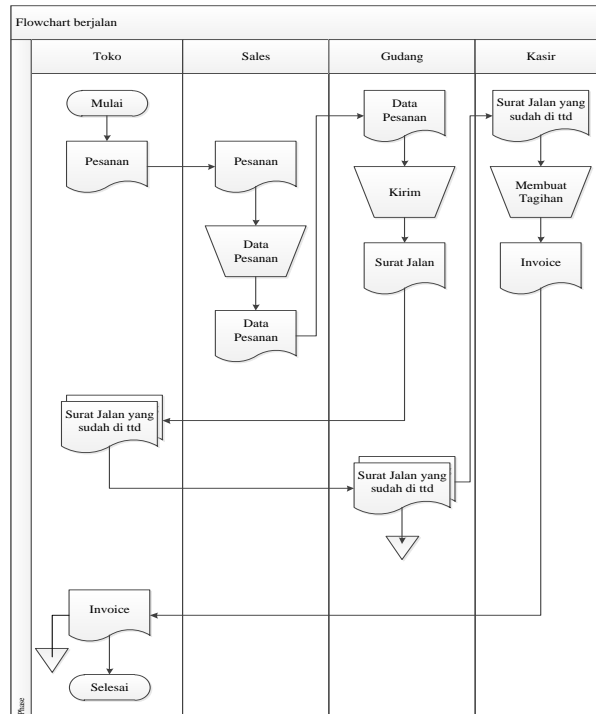 Flowchart berjalan
Toko
Sales
Gudang
Kasir
Mulai
Pesanan
Pesanan
Data
Pesanan
Data
Pesanan
Data
Pesanan
Kirim
Surat Jalan
Surat Jalan yang
sudah di ttd
Membuat
Tagihan
Invoice
Surat Jalan yang
sudah di ttd
Surat Jalan yang
sudah di ttd
Invoice
Selesai
Phase